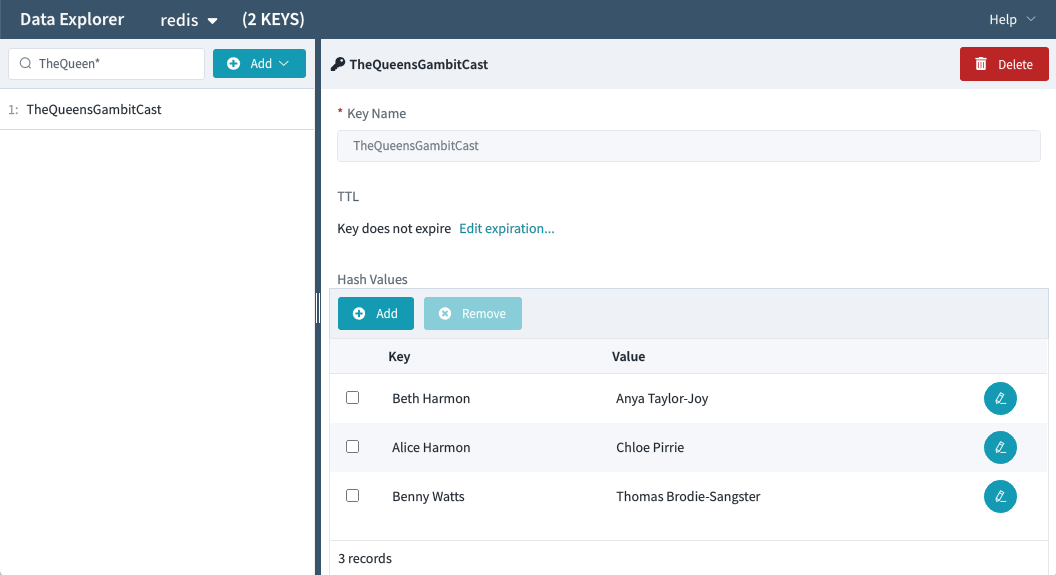 Data Explorer redis (2 KEYS) Help
TheQueen* Add
1: TheQueensGambitCast
TheQueensGambitCast Delete
* Key Name
TheQueensGambitCast
TTL
Key does not expire Edit expiration...
Hash Values
Add Remove
Key Value
Beth Harmon Anya Taylor-Joy
Alice Harmon Chloe Pirrie
Benny Watts Thomas Brodie-Sangster
3 records